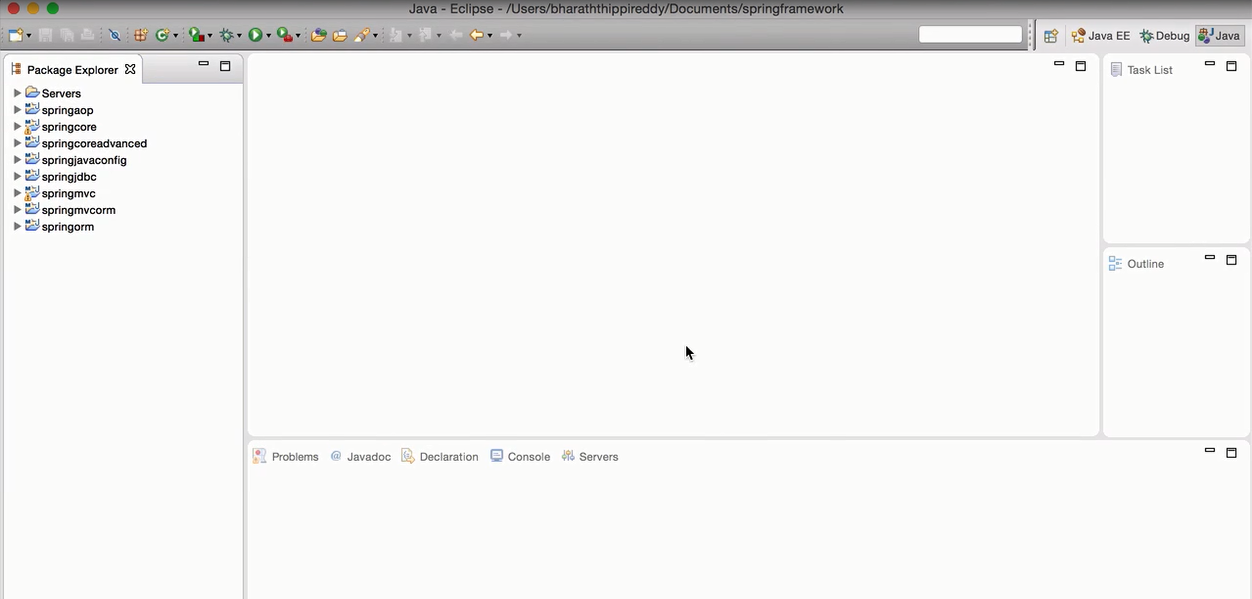 Java - Eclipse - /Users/bharaththippireddy/Documents/springframework
Java EE
Debug
Java
Package Explorer
Servers
springaop
springcore
springcoreadvanced
springjavaconfig
springjdbc
springmvc
springmvcorm
springorm
Task List
Outline
Problems
Javadoc
Declaration
Console
Servers